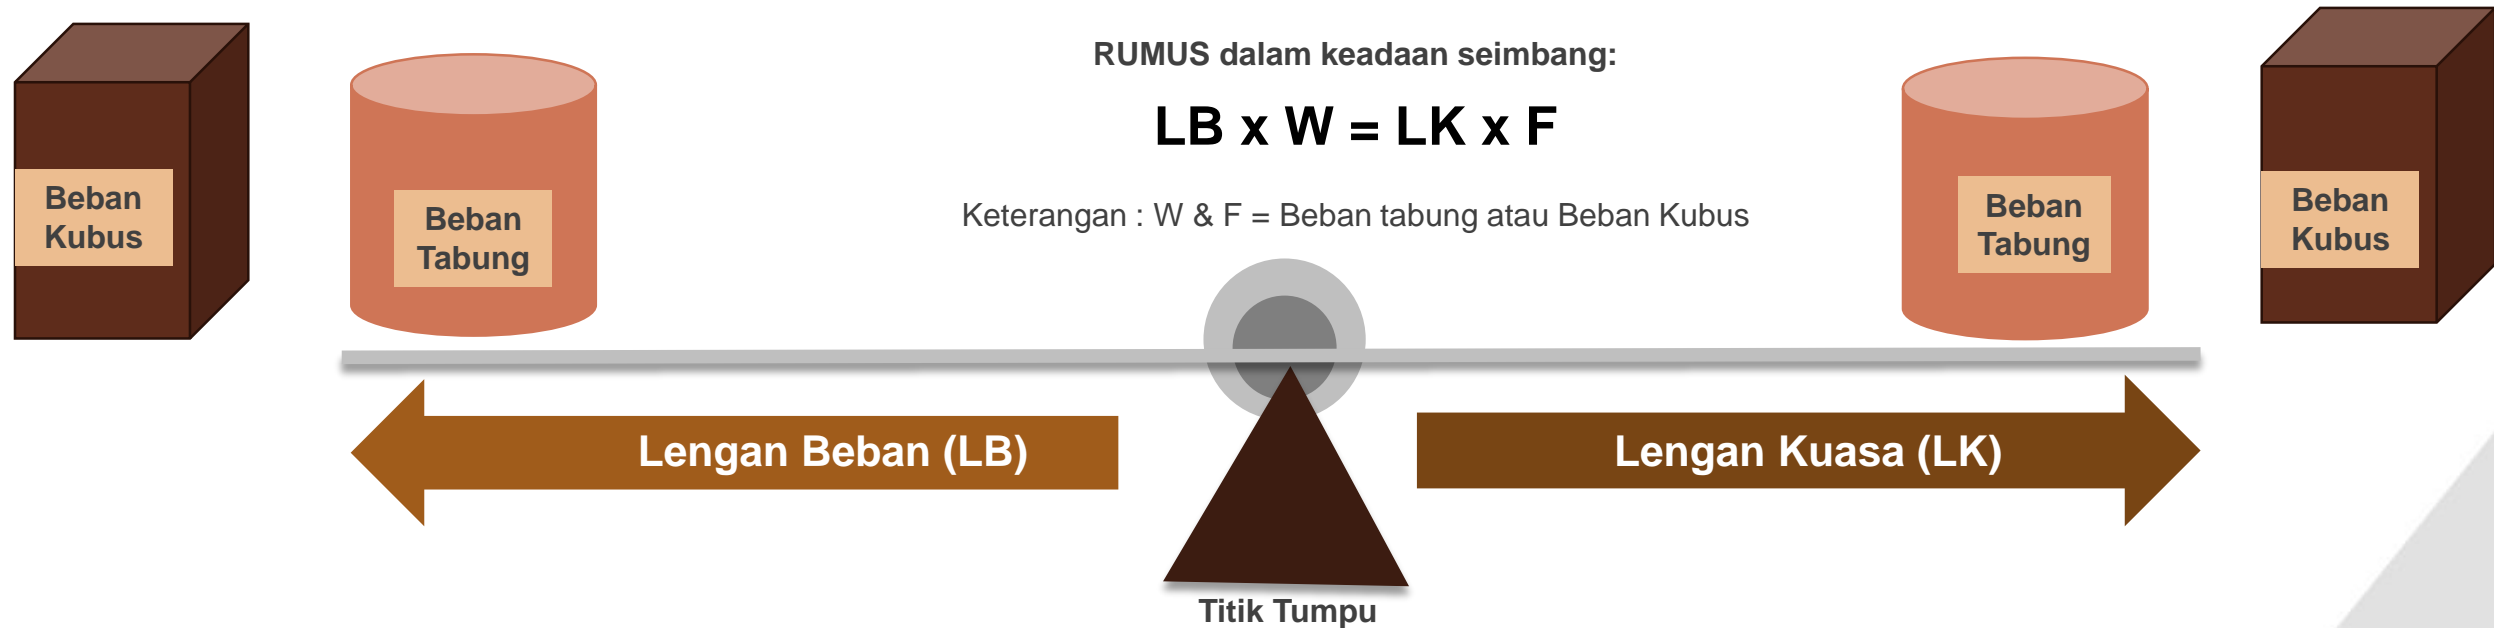 RUMUS dalam keadaan seimbang:
LB x W = LK x F
Keterangan : W & F = Beban tabung atau Beban Kubus
Beban
Kubus
Beban
Tabung
Beban
Tabung
Beban
Kubus
Lengan Beban (LB)
Lengan Kuasa (LK)
Titik Tumpu